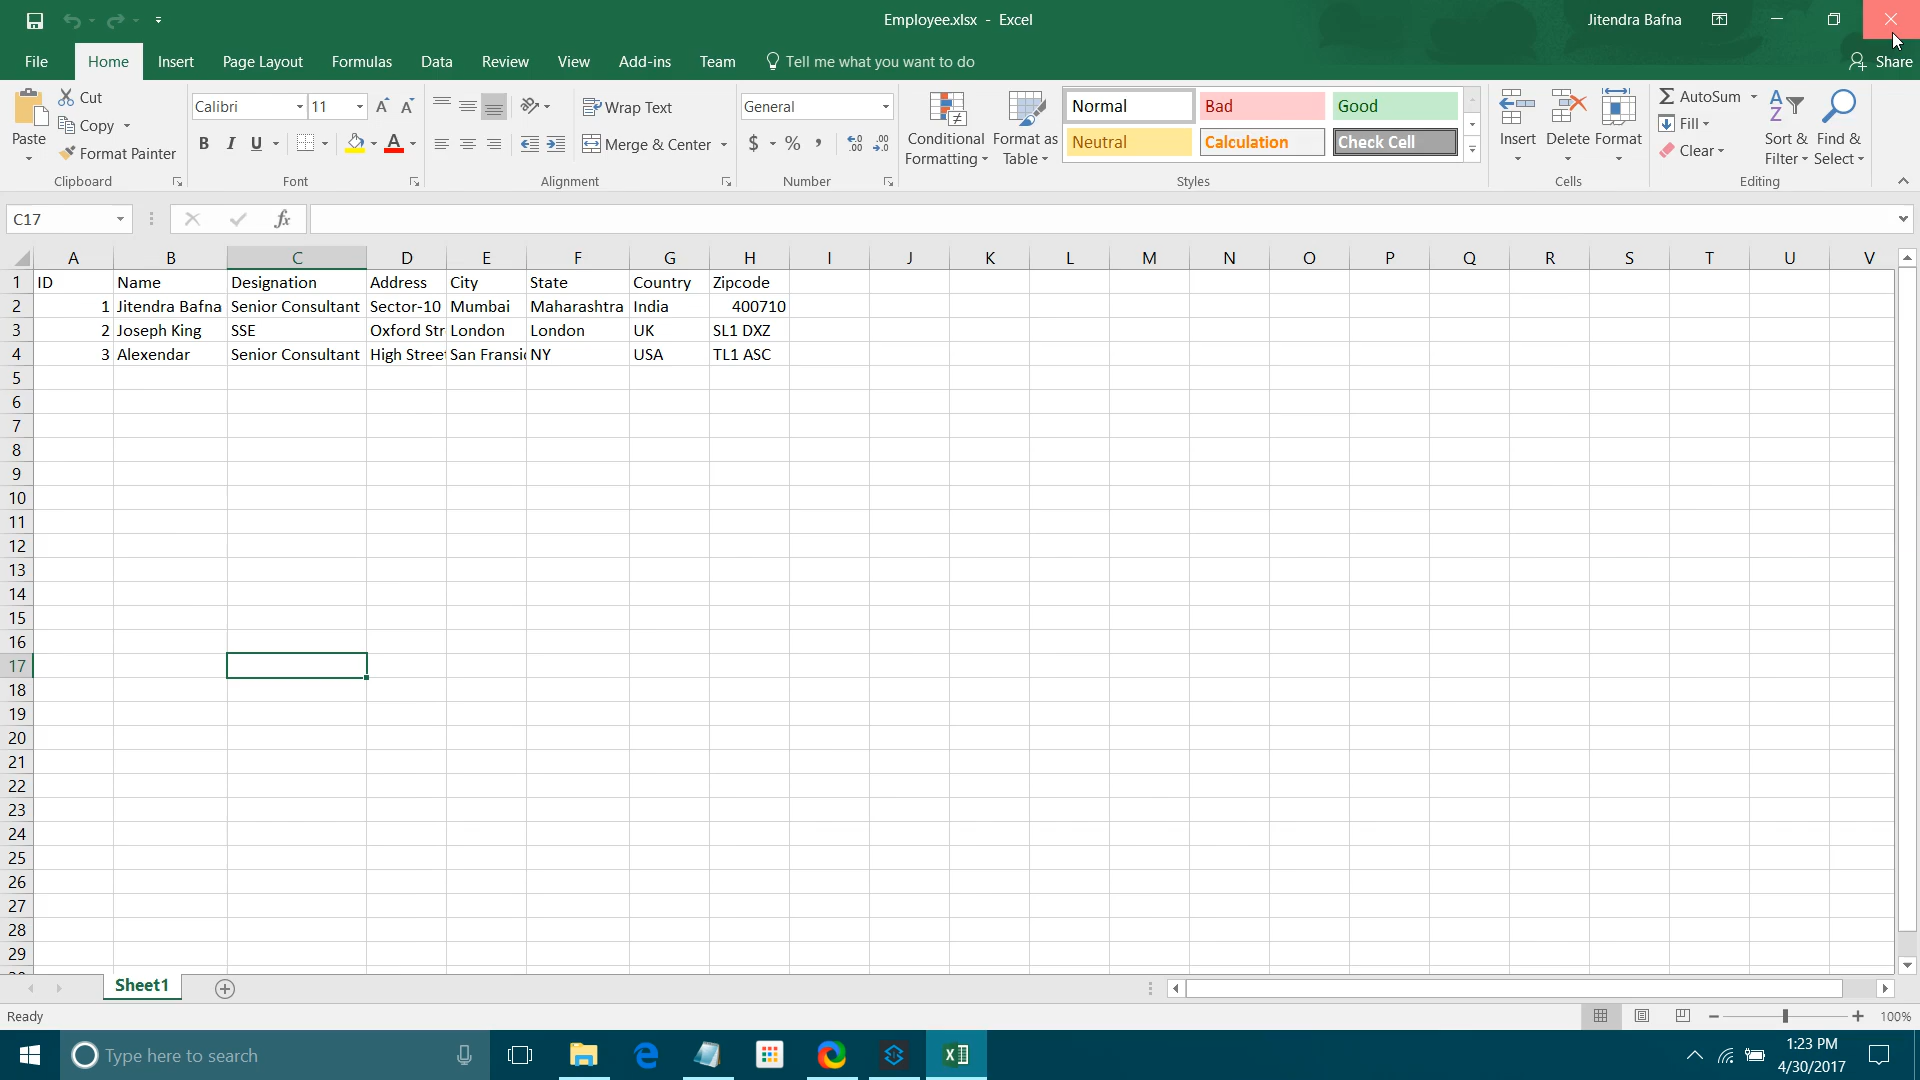 Employee.xlsx - Excel
Jitendra Bafna
File Home Insert Page Layout Formulas Data Review View Add-ins Team Tell me what you want to do Share
Paste
Cut
Copy
Format Painter
Clipboard
Calibri 11
B I U
Font
Wrap Text
Merge & Center
Alignment
General
$ % ,
Number
Conditional Formatting
Format as Table
Normal Bad Good
Neutral Calculation Check Cell
Styles
Insert Delete Format
Cells
AutoSum
Fill
Clear
Sort & Filter
Find & Select
Editing
C17 fx
A B C D E F G H I J K L M N O P Q R S T U V
1 ID Name Designation Address City State Country Zipcode
2 1 Jitendra Bafna Senior Consultant Sector-10 Mumbai Maharashtra India 400710
3 2 Joseph King SSE Oxford Str London London UK SL1 DXZ
4 3 Alexendar Senior Consultant High Stree San Fransi NY USA TL1 ASC
5
6
7
8
9
10
11
12
13
14
15
16
17
18
19
20
21
22
23
24
25
26
27
28
29
Sheet1
Ready
100%
Type here to search
1:23 PM
4/30/2017